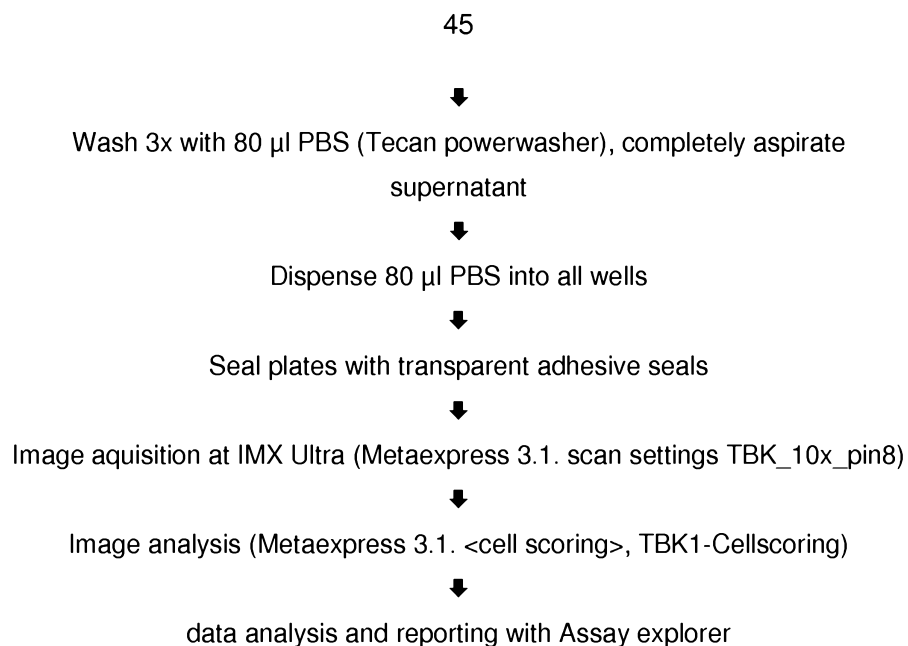 45
Wash 3x with 80 µl PBS (Tecan powerwasher), completely aspirate
supernatant
Dispense 80 µl PBS into all wells
Seal plates with transparent adhesive seals
Image aquisition at IMX Ultra (Metaexpress 3.1. scan settings TBK_10x_pin8)
Image analysis (Metaexpress 3.1. <cell scoring>, TBK1-Cellscoring)
data analysis and reporting with Assay explorer